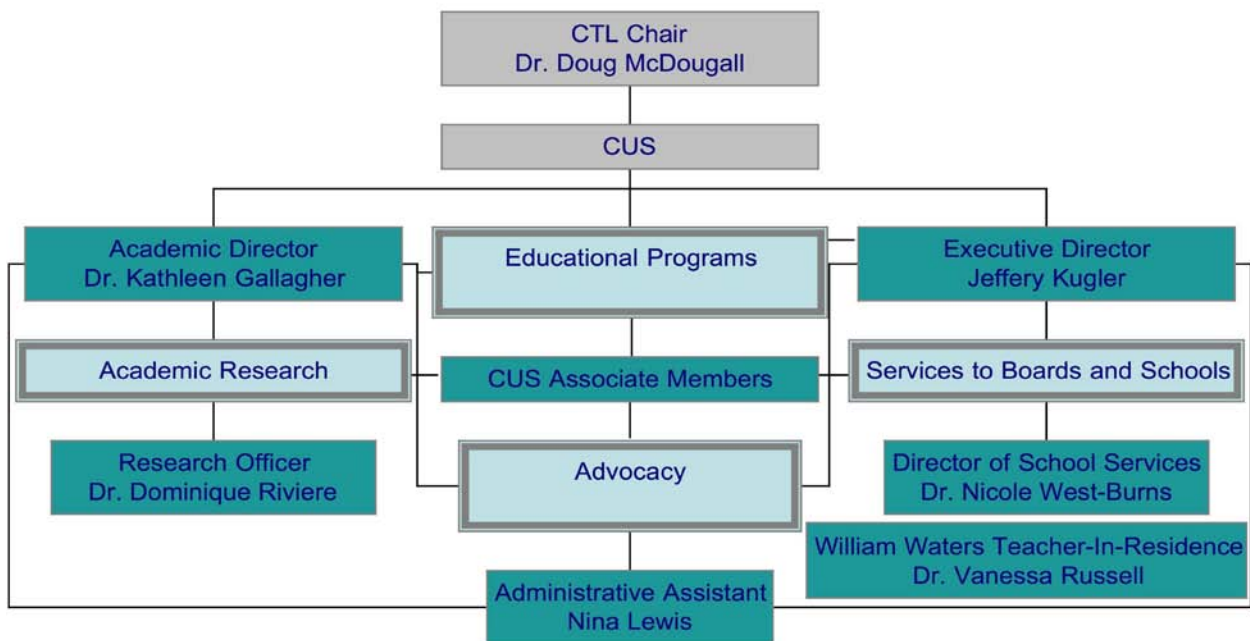 CTL Chair
Dr. Doug McDougall
CUS
Academic Director
Dr. Kathleen Gallagher
Educational Programs
Executive Director
Jeffery Kugler
Academic Research
CUS Associate Members
Services to Boards and Schools
Research Officer
Dr. Dominique Riviere
Advocacy
Director of School Services
Dr. Nicole West-Burns
William Waters Teacher-In-Residence
Dr. Vanessa Russell
Administrative Assistant
Nina Lewis